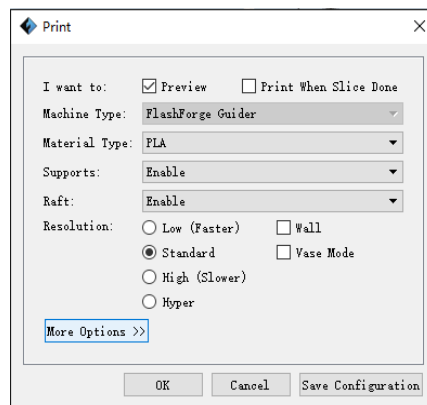 Print
I want to: Preview Print When Slice Done
Machine Type: FlashForge Guider
Material Type: PLA
Supports: Enable
Raft: Enable
Resolution: Low (Faster) Wall
Standard Vase Mode
High (Slower)
Hyper
More Options >>
OK Cancel Save Configuration